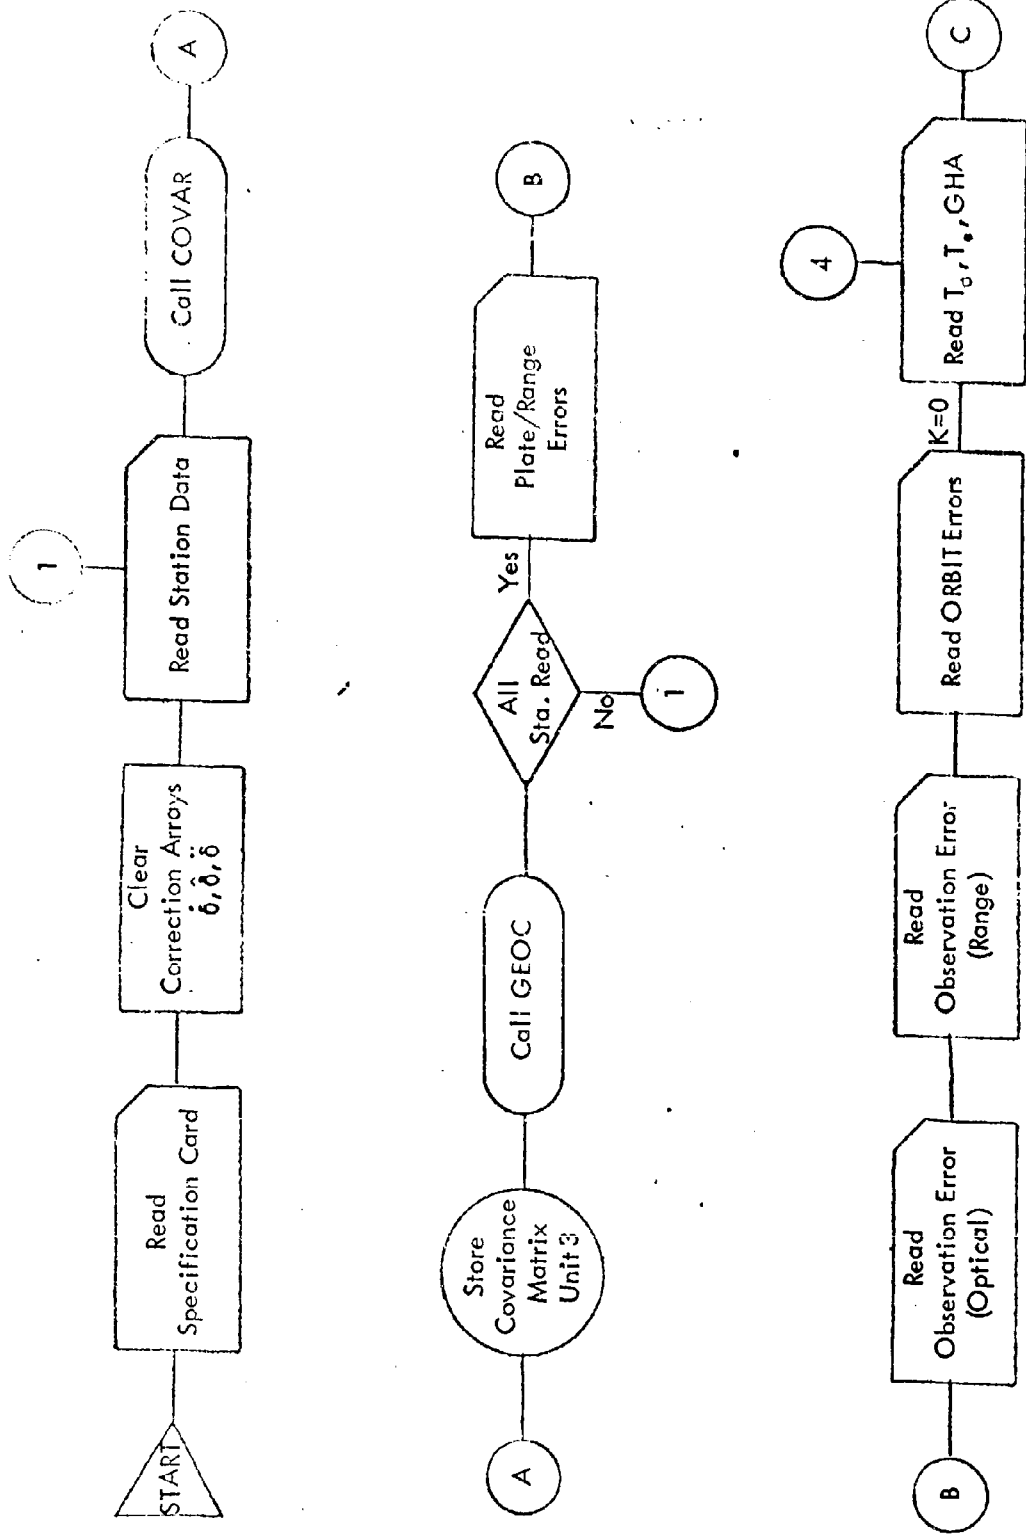 START
Read
Specification Card
Clear
Correction Arrays
δ̇, δ̂, δ̈
1
Read Station Data
Call COVAR
A
A
Store
Covariance
Matrix
Unit 3
Call GEOC
All
Sta. Read
No
1
Yes
Read
Plate/Range
Errors
B
B
Read
Observation Error
(Optical)
Read
Observation Error
(Range)
Read ORBIT Errors
K=0
4
Read T₀, T, GHA
C